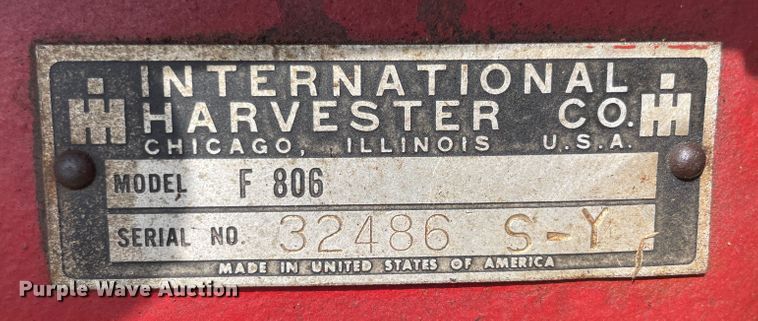 INTERNATIONAL
HARVESTER CO.
CHICAGO, ILLINOIS U.S.A.
MODEL F 806
SERIAL NO. 32486 S-Y
MADE IN UNITED STATES OF AMERICA
Purple Wave Auction